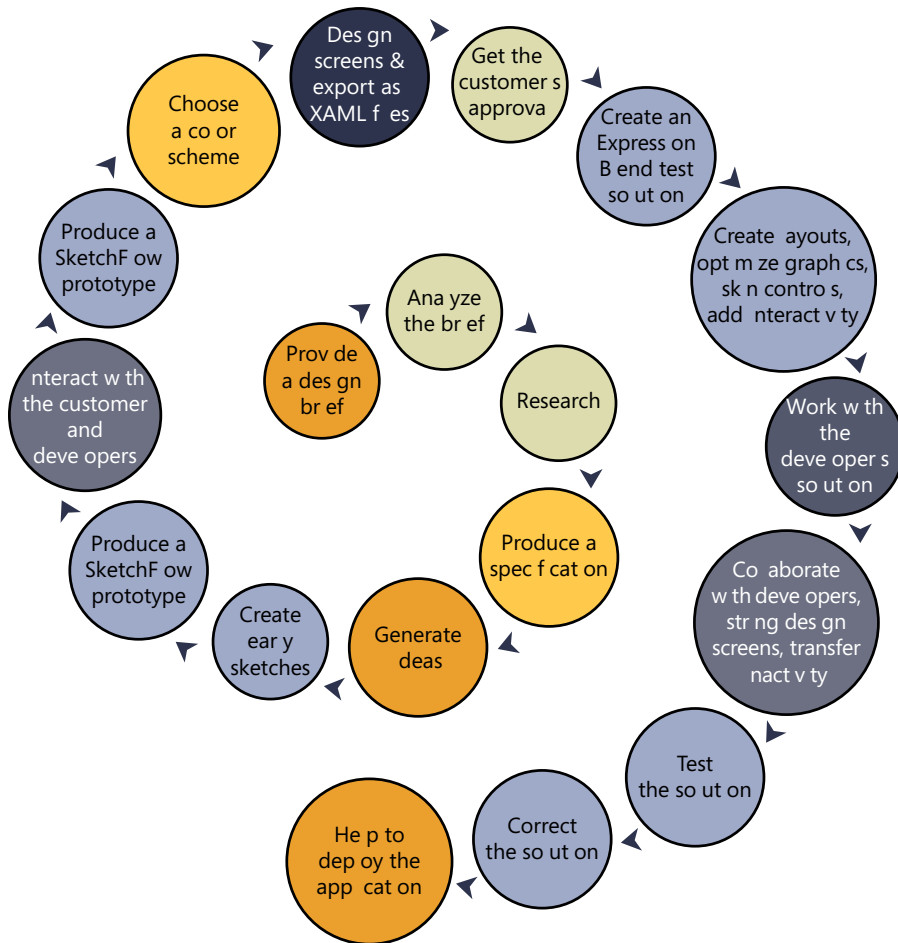 Prov de
a des gn
br ef
Ana yze
the br ef
Research
Produce a
spec f cat on
Generate
deas
Create
ear y
sketches
Produce a
SketchF ow
prototype
nteract w th
the customer
and
deve opers
Produce a
SketchF ow
prototype
Choose
a co or
scheme
Des gn
screens &
export as
XAML f es
Get the
customer s
approva
Create an
Express on
B end test
so ut on
Create ayouts,
opt m ze graph cs,
sk n contro s,
add nteract v ty
Work w th
the
deve oper s
so ut on
Co aborate
w th deve opers,
str ng des gn
screens, transfer
nact v ty
Test
the so ut on
Correct
the so ut on
He p to
dep oy the
app cat on